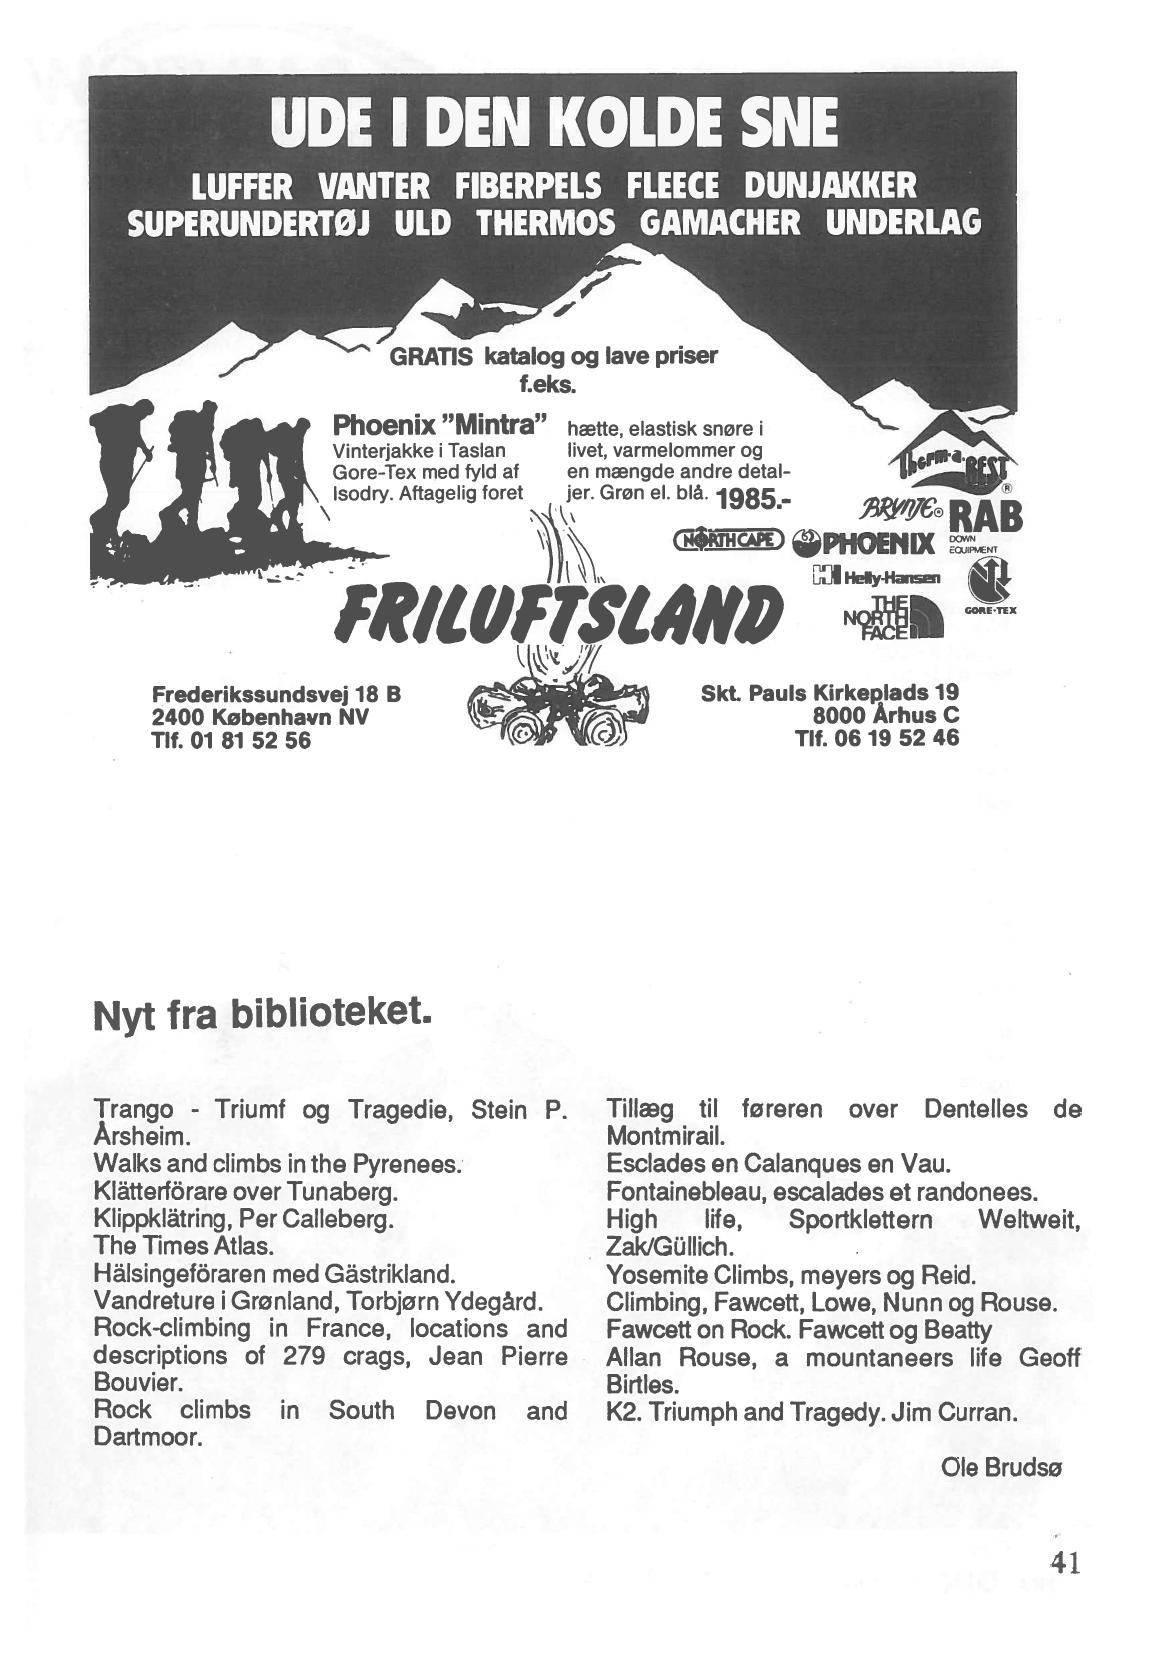 UDE I DEN KOLDE SNE
LUFFER VANTER FIBERPELS FLEECE DUNJAKKER
SUPERUNDERTØJ ULD THERMOS GAMACHER UNDERLAG
GRATIS katalog og lave priser
f.eks.
Phoenix ”Mintra”
Vinterjakke i Taslan
Gore-Tex med fyld af
Isodry. Aftagelig foret
hætte, elastisk snøre i
livet, varmelommer og
en mængde andre detal-
jer. Grøn el. blå. 1985.-
Therm-a-REST®
BRYNJE®
RAB
DOWN
EQUIPMENT
NORTH CAPE
PHOENIX
Helly-Hansen
GORE-TEX
THE
NORTH
FACE
FRILUFTSLAND
Frederikssundsvej 18 B
2400 København NV
Tlf. 01 81 52 56
Skt. Pauls Kirkeplads 19
8000 Århus C
Tlf. 06 19 52 46
Nyt fra biblioteket.
Trango - Triumf og Tragedie, Stein P.
Årsheim.
Walks and climbs in the Pyrenees.
Klätterförare over Tunaberg.
Klippklätring, Per Calleberg.
The Times Atlas.
Hälsingeföraren med Gästrikland.
Vandreture i Grønland, Torbjørn Ydegård.
Rock-climbing in France, locations and
descriptions of 279 crags, Jean Pierre
Bouvier.
Rock climbs in South Devon and
Dartmoor.
Tillæg til føreren over Dentelles de
Montmirail.
Esclades en Calanques en Vau.
Fontainebleau, escalades et randonees.
High life, Sportklettern Weltweit,
Zak/Güllich.
Yosemite Climbs, meyers og Reid.
Climbing, Fawcett, Lowe, Nunn og Rouse.
Fawcett on Rock. Fawcett og Beatty
Allan Rouse, a mountaneers life Geoff
Birtles.
K2. Triumph and Tragedy. Jim Curran.
Ole Brudsø
41